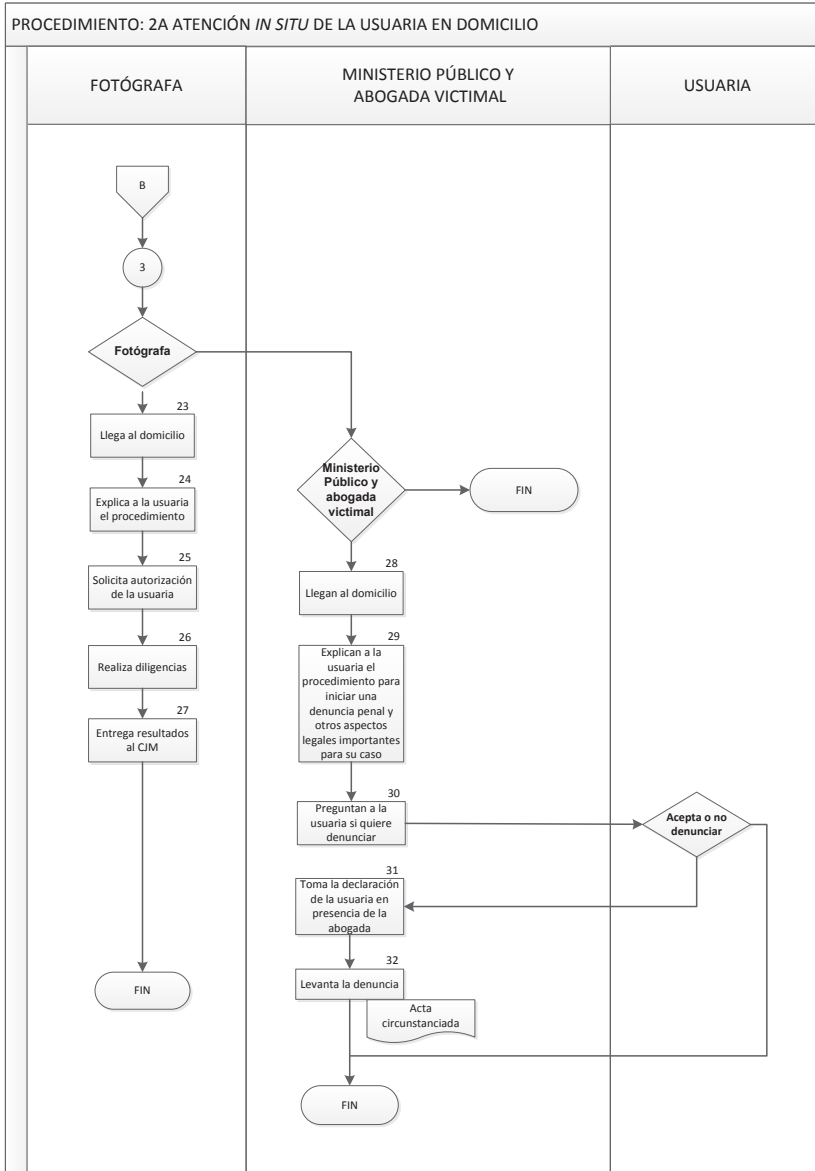 PROCEDIMIENTO: 2A ATENCIÓN IN SITU DE LA USUARIA EN DOMICILIO
FOTÓGRAFA
MINISTERIO PÚBLICO Y
ABOGADA VICTIMAL
USUARIA
B
3
Fotógrafa
23
Llega al domicilio
24
Explica a la usuaria
el procedimiento
25
Solicita autorización
de la usuaria
26
Realiza diligencias
27
Entrega resultados
al CJM
FIN
Ministerio
Público y
abogada
victimal
FIN
28
Llegan al domicilio
29
Explican a la
usuaria el
procedimiento para
iniciar una
denuncia penal y
otros aspectos
legales importantes
para su caso
30
Preguntan a la
usuaria si quiere
denunciar
Acepta o no
denunciar
31
Toma la declaración
de la usuaria en
presencia de la
abogada
32
Levanta la denuncia
Acta
circunstanciada
FIN